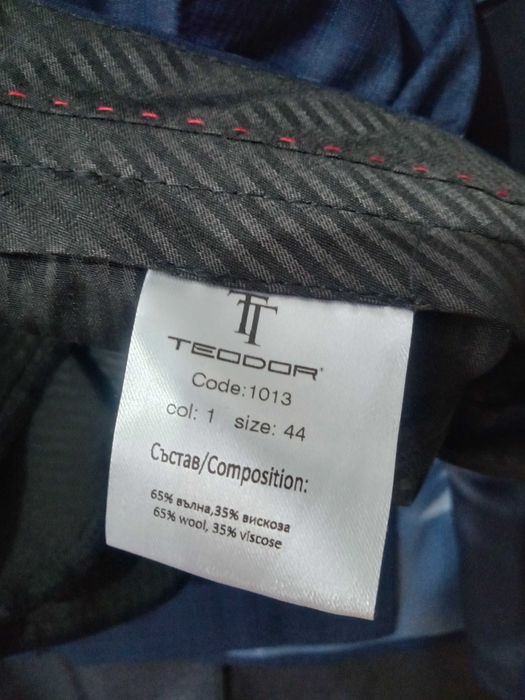 TT
TEODOR
Code:1013
col: 1 size: 44
Състав/Composition:
65% вълна,35% вискоза
65% wool, 35% viscose